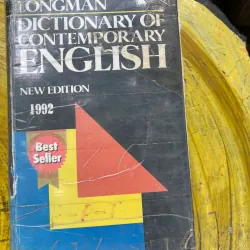 LONGMAN
DICTIONARY OF
CONTEMPORARY
ENGLISH
NEW EDITION
1992
Best
Seller